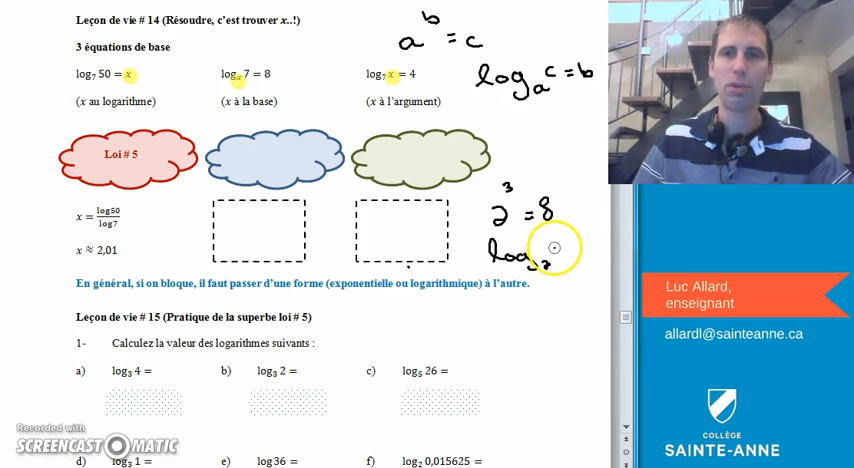 Leçon de vie # 14 (Résoudre, c'est trouver x..!)
a^b = c
3 équations de base
log₇ 50 = x logₓ 7 = 8 log₇ x = 4
log_a c = b
(x au logarithme) (x à la base) (x à l'argument)
Loi # 5
2³ = 8
x = log50/log7
log₂
x ≈ 2,01
En général, si on bloque, il faut passer d'une forme (exponentielle ou logarithmique) à l'autre.
Leçon de vie # 15 (Pratique de la superbe loi # 5)
1- Calculez la valeur des logarithmes suivants :
a) log₃ 4 = b) log₃ 2 = c) log₅ 26 =
d) log₃ 1 = e) log 36 = f) log₂ 0,015625 =
Luc Allard,
enseignant
allardl@sainteanne.ca
COLLÈGE
SAINTE-ANNE
Recorded with
SCREENCAST MATIC